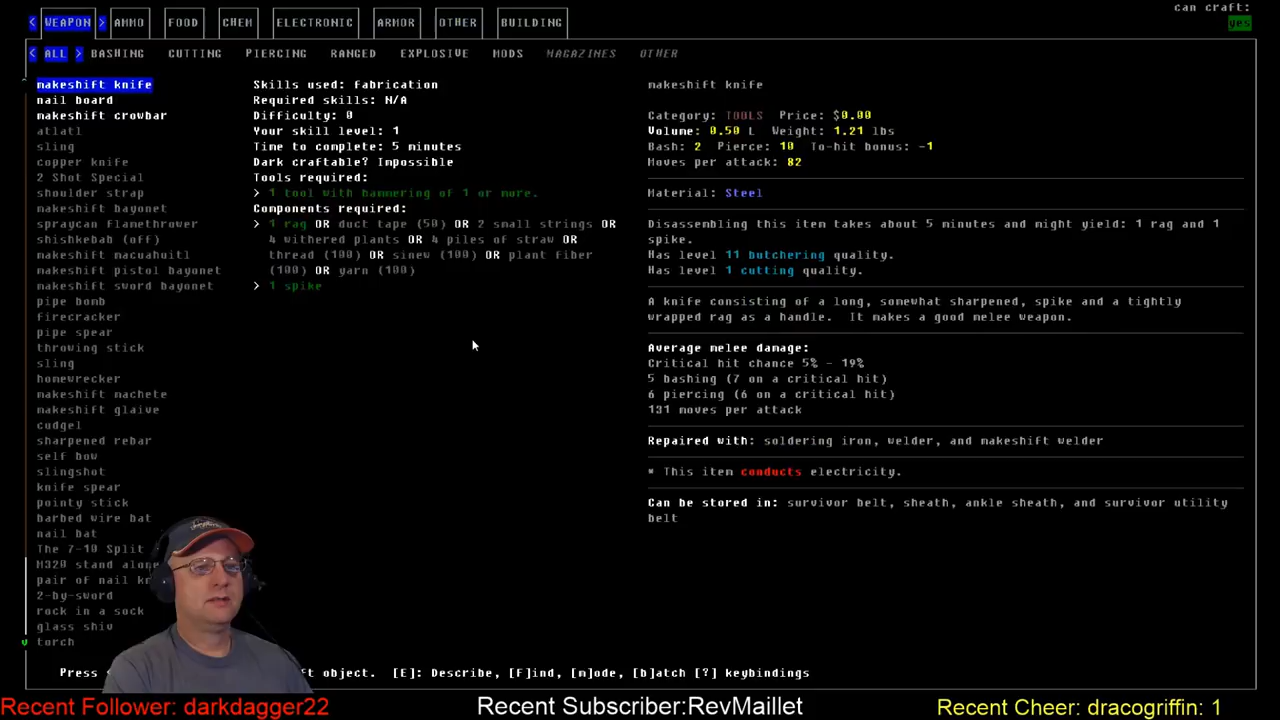 can craft:
< WEAPON > AMMO FOOD CHEM ELECTRONIC ARMOR OTHER BUILDING yes
< ALL > BASHING CUTTING PIERCING RANGED EXPLOSIVE MODS MAGAZINES OTHER
makeshift knife
nail board
makeshift crowbar
atlatl
sling
copper knife
2 Shot Special
shoulder strap
makeshift bayonet
spraycan flamethrower
shishkebab (off)
makeshift macuahuitl
makeshift pistol bayonet
makeshift sword bayonet
pipe bomb
firecracker
pipe spear
throwing stick
sling
homewrecker
makeshift machete
makeshift glaive
cudgel
sharpened rebar
self bow
slingshot
knife spear
pointy stick
barbed wire bat
nail bat
The 7-10 Split
M320 stand alone
pair of nail kn
2-by-sword
rock in a sock
glass shiv
v torch
Skills used: fabrication
Required skills: N/A
Difficulty: 0
Your skill level: 1
Time to complete: 5 minutes
Dark craftable? Impossible
Tools required:
> 1 tool with hammering of 1 or more.
Components required:
> 1 rag OR duct tape (50) OR 2 small strings OR
4 withered plants OR 4 piles of straw OR
thread (100) OR sinew (100) OR plant fiber
(100) OR yarn (100)
> 1 spike
makeshift knife
Category: TOOLS Price: $0.00
Volume: 0.50 L Weight: 1.21 lbs
Bash: 2 Pierce: 10 To-hit bonus: -1
Moves per attack: 82
Material: Steel
Disassembling this item takes about 5 minutes and might yield: 1 rag and 1
spike.
Has level 11 butchering quality.
Has level 1 cutting quality.
A knife consisting of a long, somewhat sharpened, spike and a tightly
wrapped rag as a handle. It makes a good melee weapon.
Average melee damage:
Critical hit chance 5% - 19%
5 bashing (7 on a critical hit)
6 piercing (6 on a critical hit)
131 moves per attack
Repaired with: soldering iron, welder, and makeshift welder
* This item conducts electricity.
Can be stored in: survivor belt, sheath, ankle sheath, and survivor utility
belt
Press ft object. [E]: Describe, [F]ind, [m]ode, [b]atch [?] keybindings
Recent Follower: darkdagger22
Recent Subscriber:RevMaillet
Recent Cheer: dracogriffin: 1